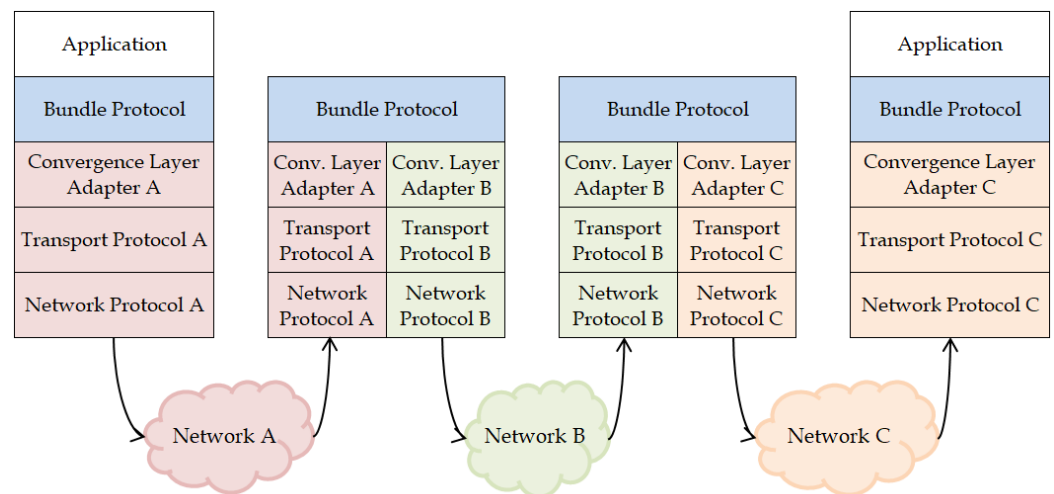 Application
Bundle Protocol
Convergence Layer
Adapter A
Transport Protocol A
Network Protocol A
Bundle Protocol
Conv. Layer
Adapter A
Transport
Protocol A
Network
Protocol A
Conv. Layer
Adapter B
Transport
Protocol B
Network
Protocol B
Bundle Protocol
Conv. Layer
Adapter B
Transport
Protocol B
Network
Protocol B
Conv. Layer
Adapter C
Transport
Protocol C
Network
Protocol C
Application
Bundle Protocol
Convergence Layer
Adapter C
Transport Protocol C
Network Protocol C
Network A
Network B
Network C